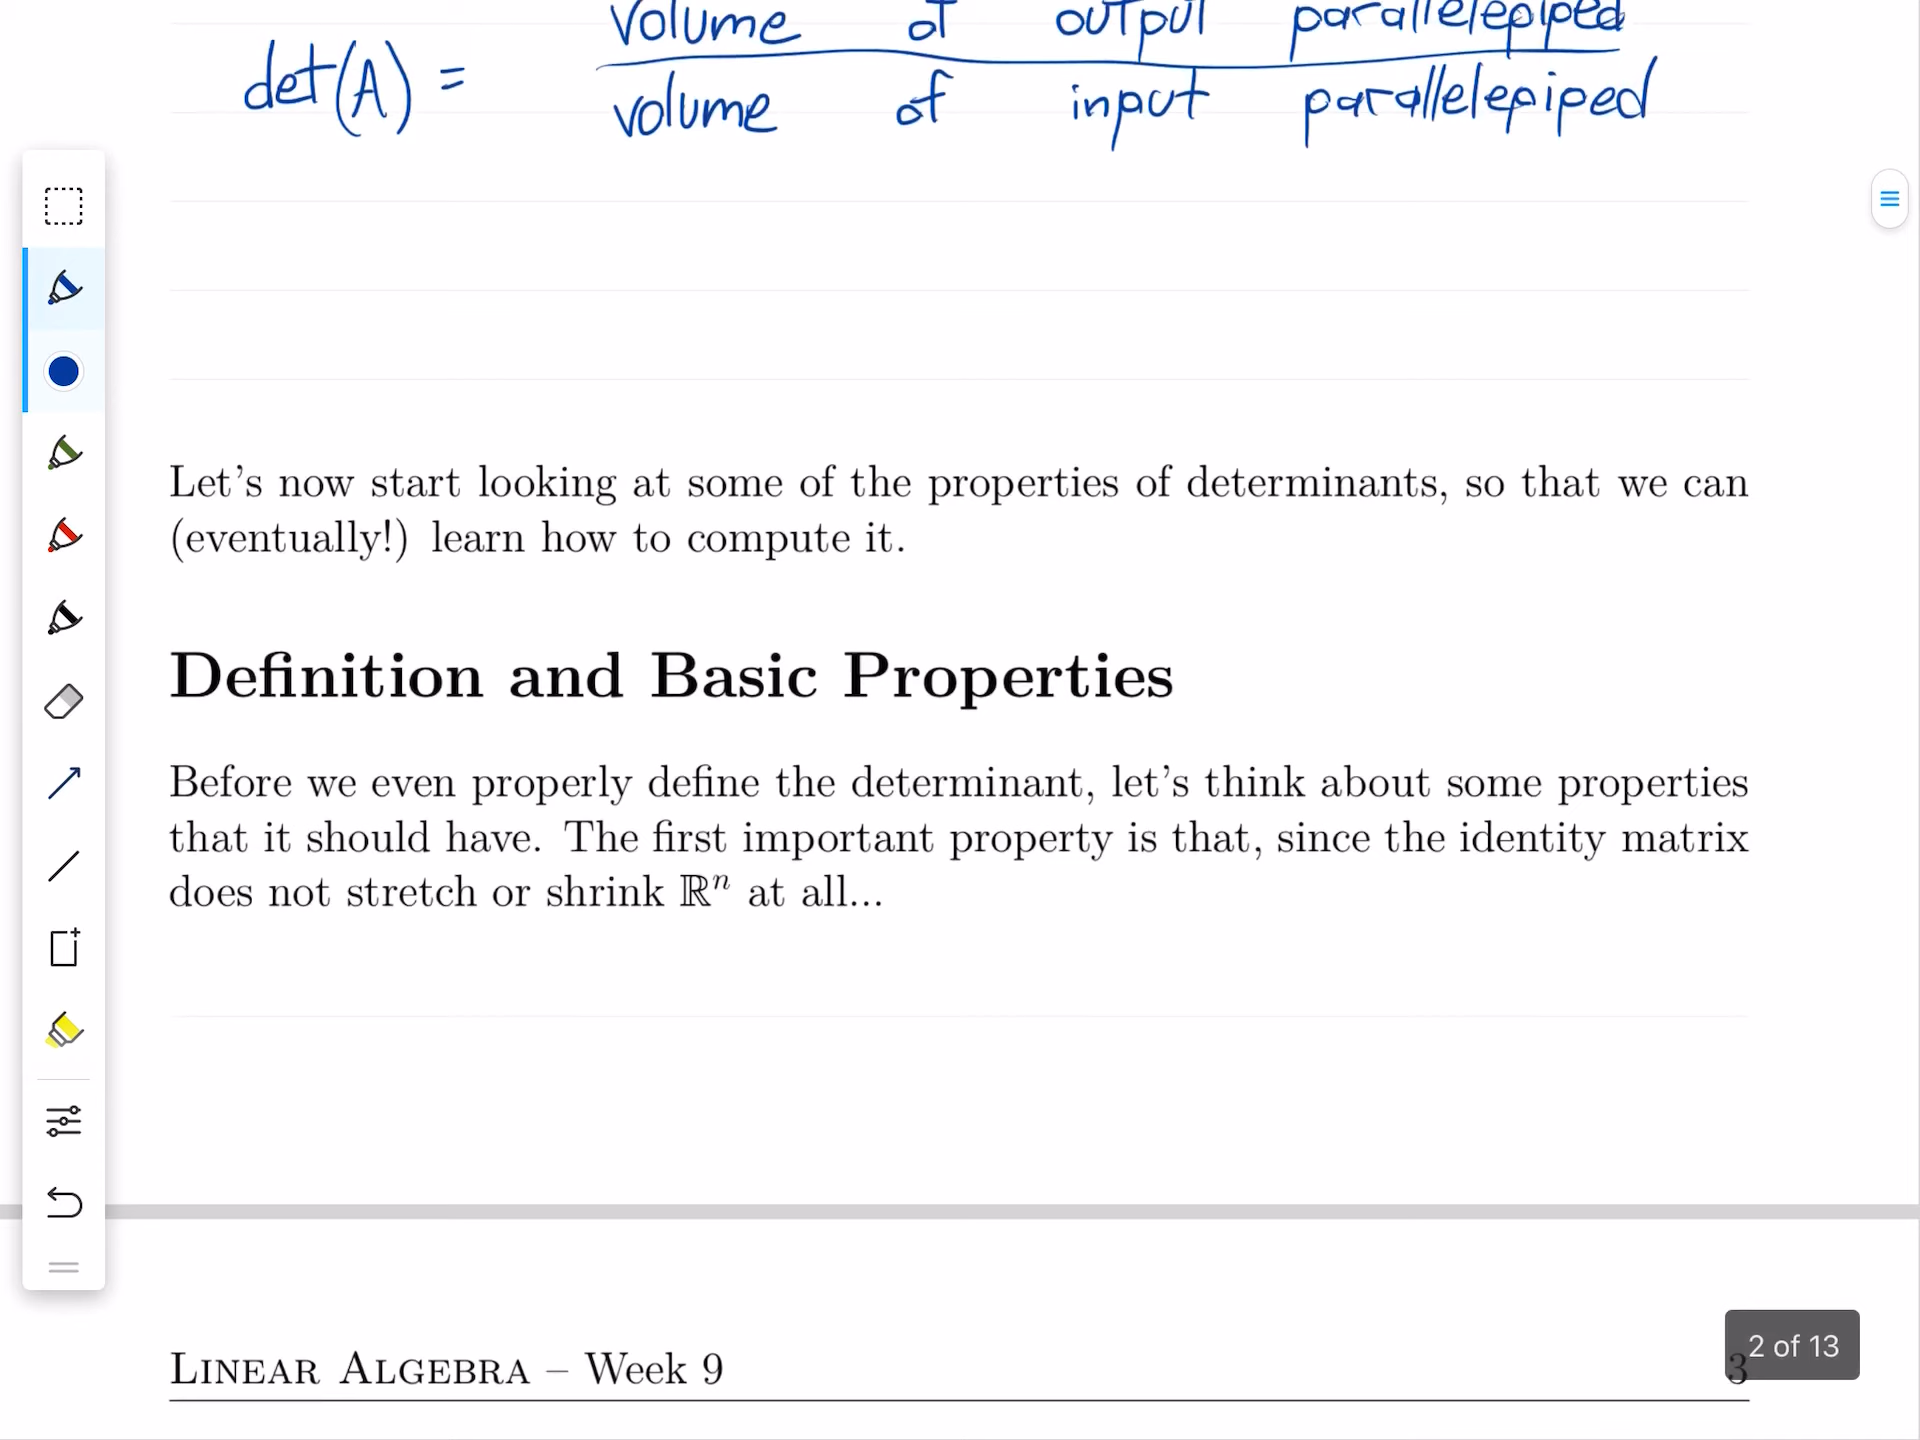 volume of output parallelepiped
det(A) =
volume of input parallelepiped
Let's now start looking at some of the properties of determinants, so that we can
(eventually!) learn how to compute it.
Definition and Basic Properties
Before we even properly define the determinant, let's think about some properties
that it should have. The first important property is that, since the identity matrix
does not stretch or shrink ℝⁿ at all...
LINEAR ALGEBRA – Week 9
3
2 of 13